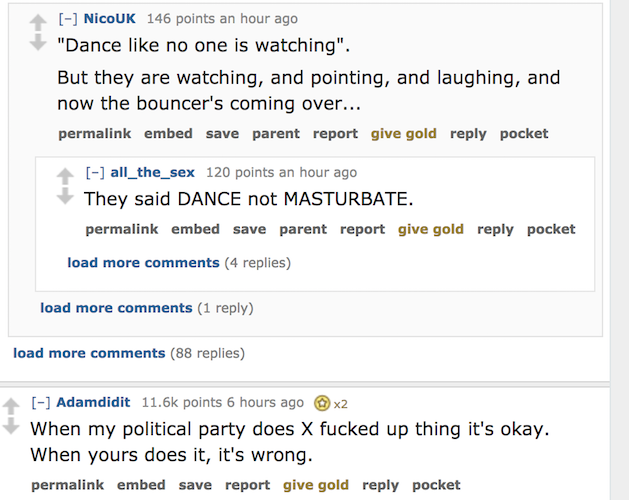 [–] NicoUK 146 points an hour ago
"Dance like no one is watching".
But they are watching, and pointing, and laughing, and
now the bouncer's coming over...
permalink embed save parent report give gold reply pocket
[–] all_the_sex 120 points an hour ago
They said DANCE not MASTURBATE.
permalink embed save parent report give gold reply pocket
load more comments (4 replies)
load more comments (1 reply)
load more comments (88 replies)
[–] Adamdidit 11.6k points 6 hours ago x2
When my political party does X fucked up thing it's okay.
When yours does it, it's wrong.
permalink embed save report give gold reply pocket